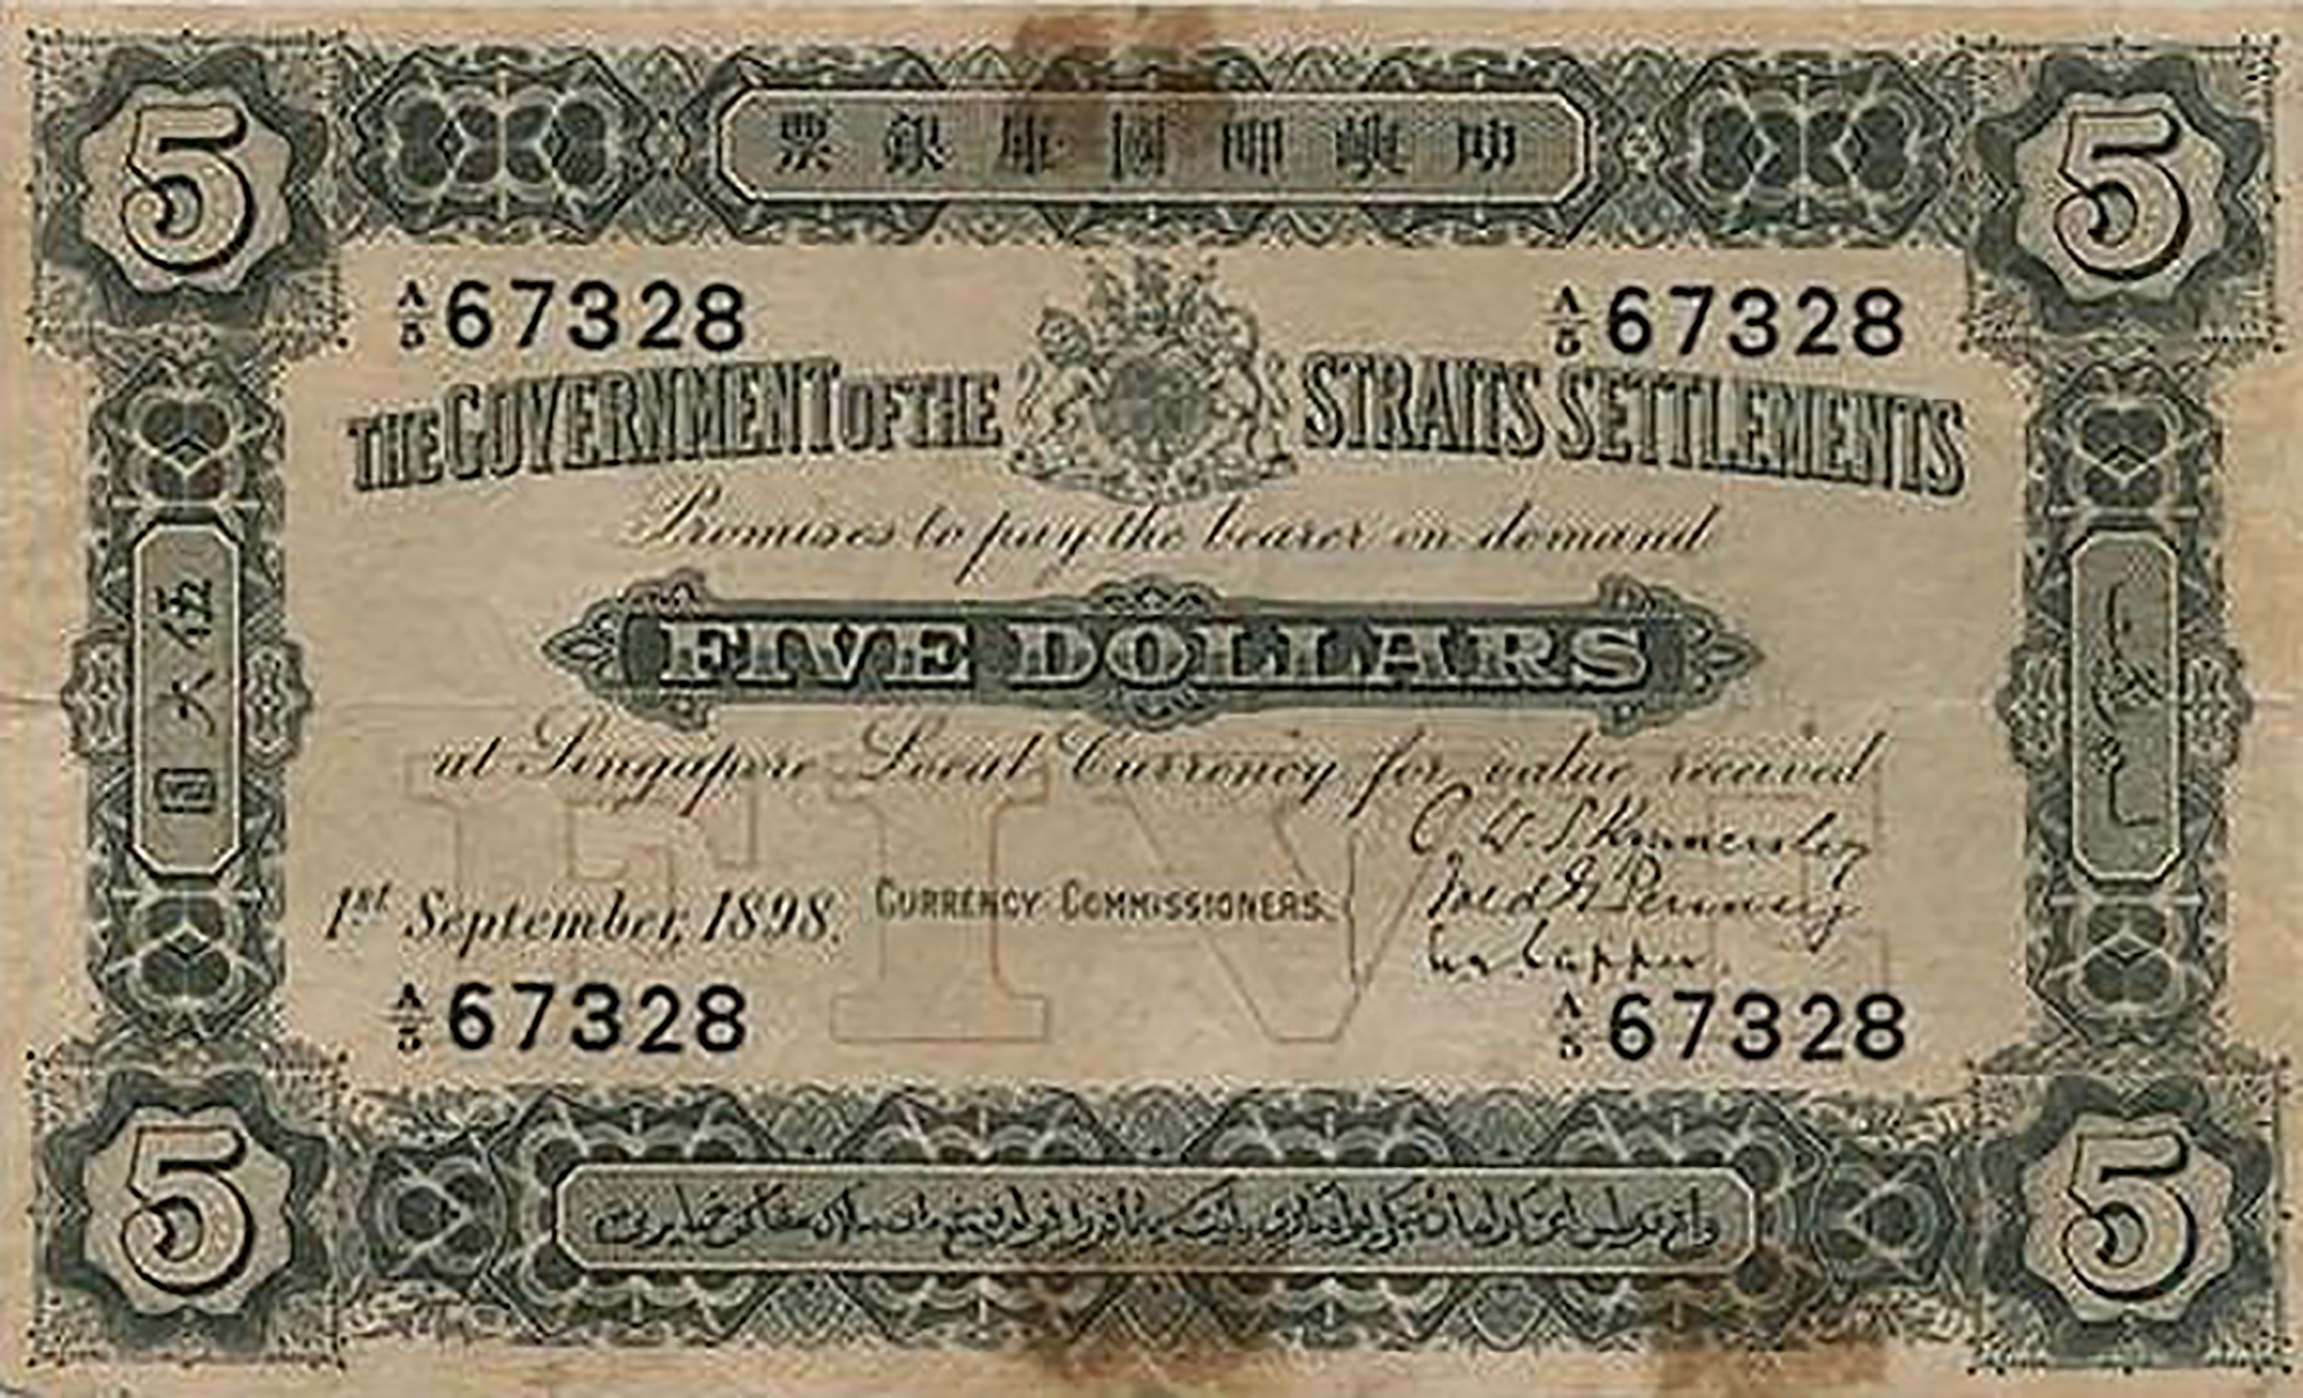 5 5
票銀庫國呷嘞叻
A/5 67328 A/5 67328
THE GOVERNMENT OF THE STRAITS SETTLEMENTS
Promises to pay the bearer on demand
FIVE DOLLARS
伍大圓
at Singapore Local Currency for value received
FIVE
1st September, 1898.
CURRENCY COMMISSIONERS.
A/5 67328 A/5 67328
5 5